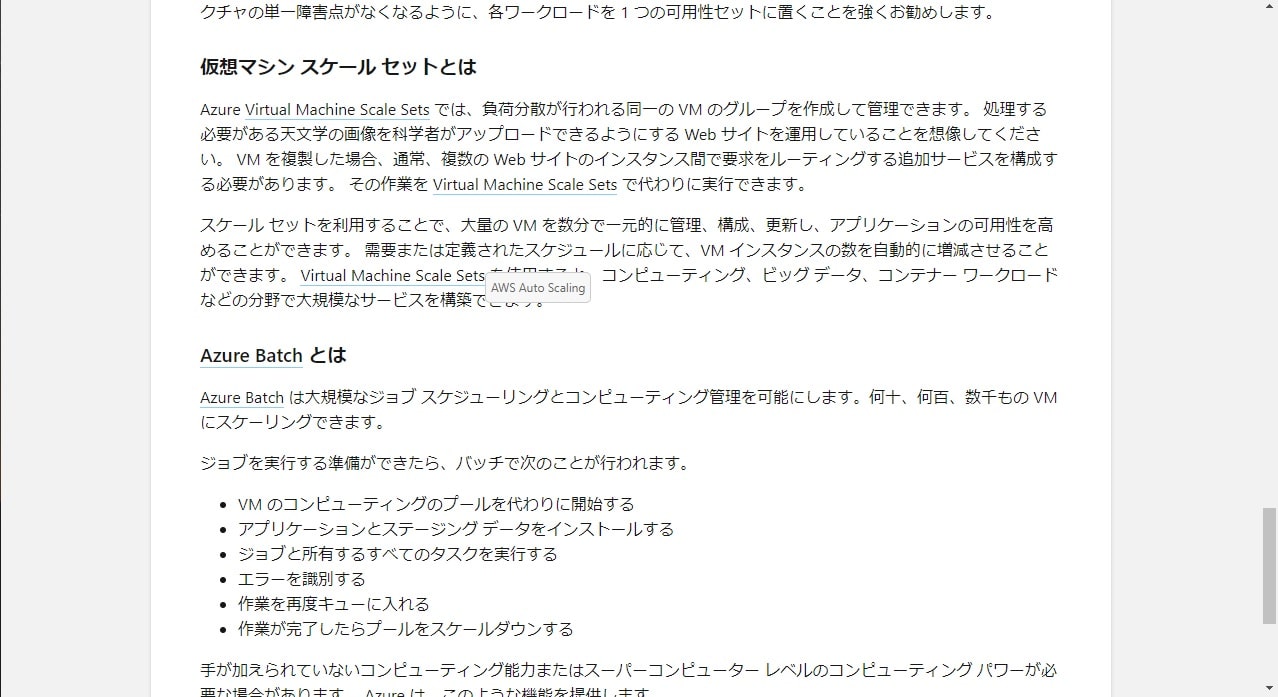 クチャの単一障害点がなくなるように、各ワークロードを 1 つの可用性セットに置くことを強くお勧めします。
仮想マシン スケール セットとは
Azure Virtual Machine Scale Sets では、負荷分散が行われる同一の VM のグループを作成して管理できます。 処理する
必要がある天文学の画像を科学者がアップロードできるようにする Web サイトを運用していることを想像してくださ
い。 VM を複製した場合、通常、複数の Web サイトのインスタンス間で要求をルーティングする追加サービスを構成す
る必要があります。 その作業を Virtual Machine Scale Sets で代わりに実行できます。
スケール セットを利用することで、大量の VM を数分で一元的に管理、構成、更新し、アプリケーションの可用性を高
めることができます。 需要または定義されたスケジュールに応じて、VM インスタンスの数を自動的に増減させること
ができます。 Virtual Machine Scale Sets を使用すると、コンピューティング、ビッグ データ、コンテナー ワークロード
AWS Auto Scaling
などの分野で大規模なサービスを構築できます。
Azure Batch とは
Azure Batch は大規模なジョブ スケジューリングとコンピューティング管理を可能にします。何十、何百、数千もの VM
にスケーリングできます。
ジョブを実行する準備ができたら、バッチで次のことが行われます。
• VM のコンピューティングのプールを代わりに開始する
• アプリケーションとステージング データをインストールする
• ジョブと所有するすべてのタスクを実行する
• エラーを識別する
• 作業を再度キューに入れる
• 作業が完了したらプールをスケールダウンする
手が加えられていないコンピューティング能力またはスーパーコンピューター レベルのコンピューティング パワーが必
要な場合があります。 Azure は、このような機能を提供します。